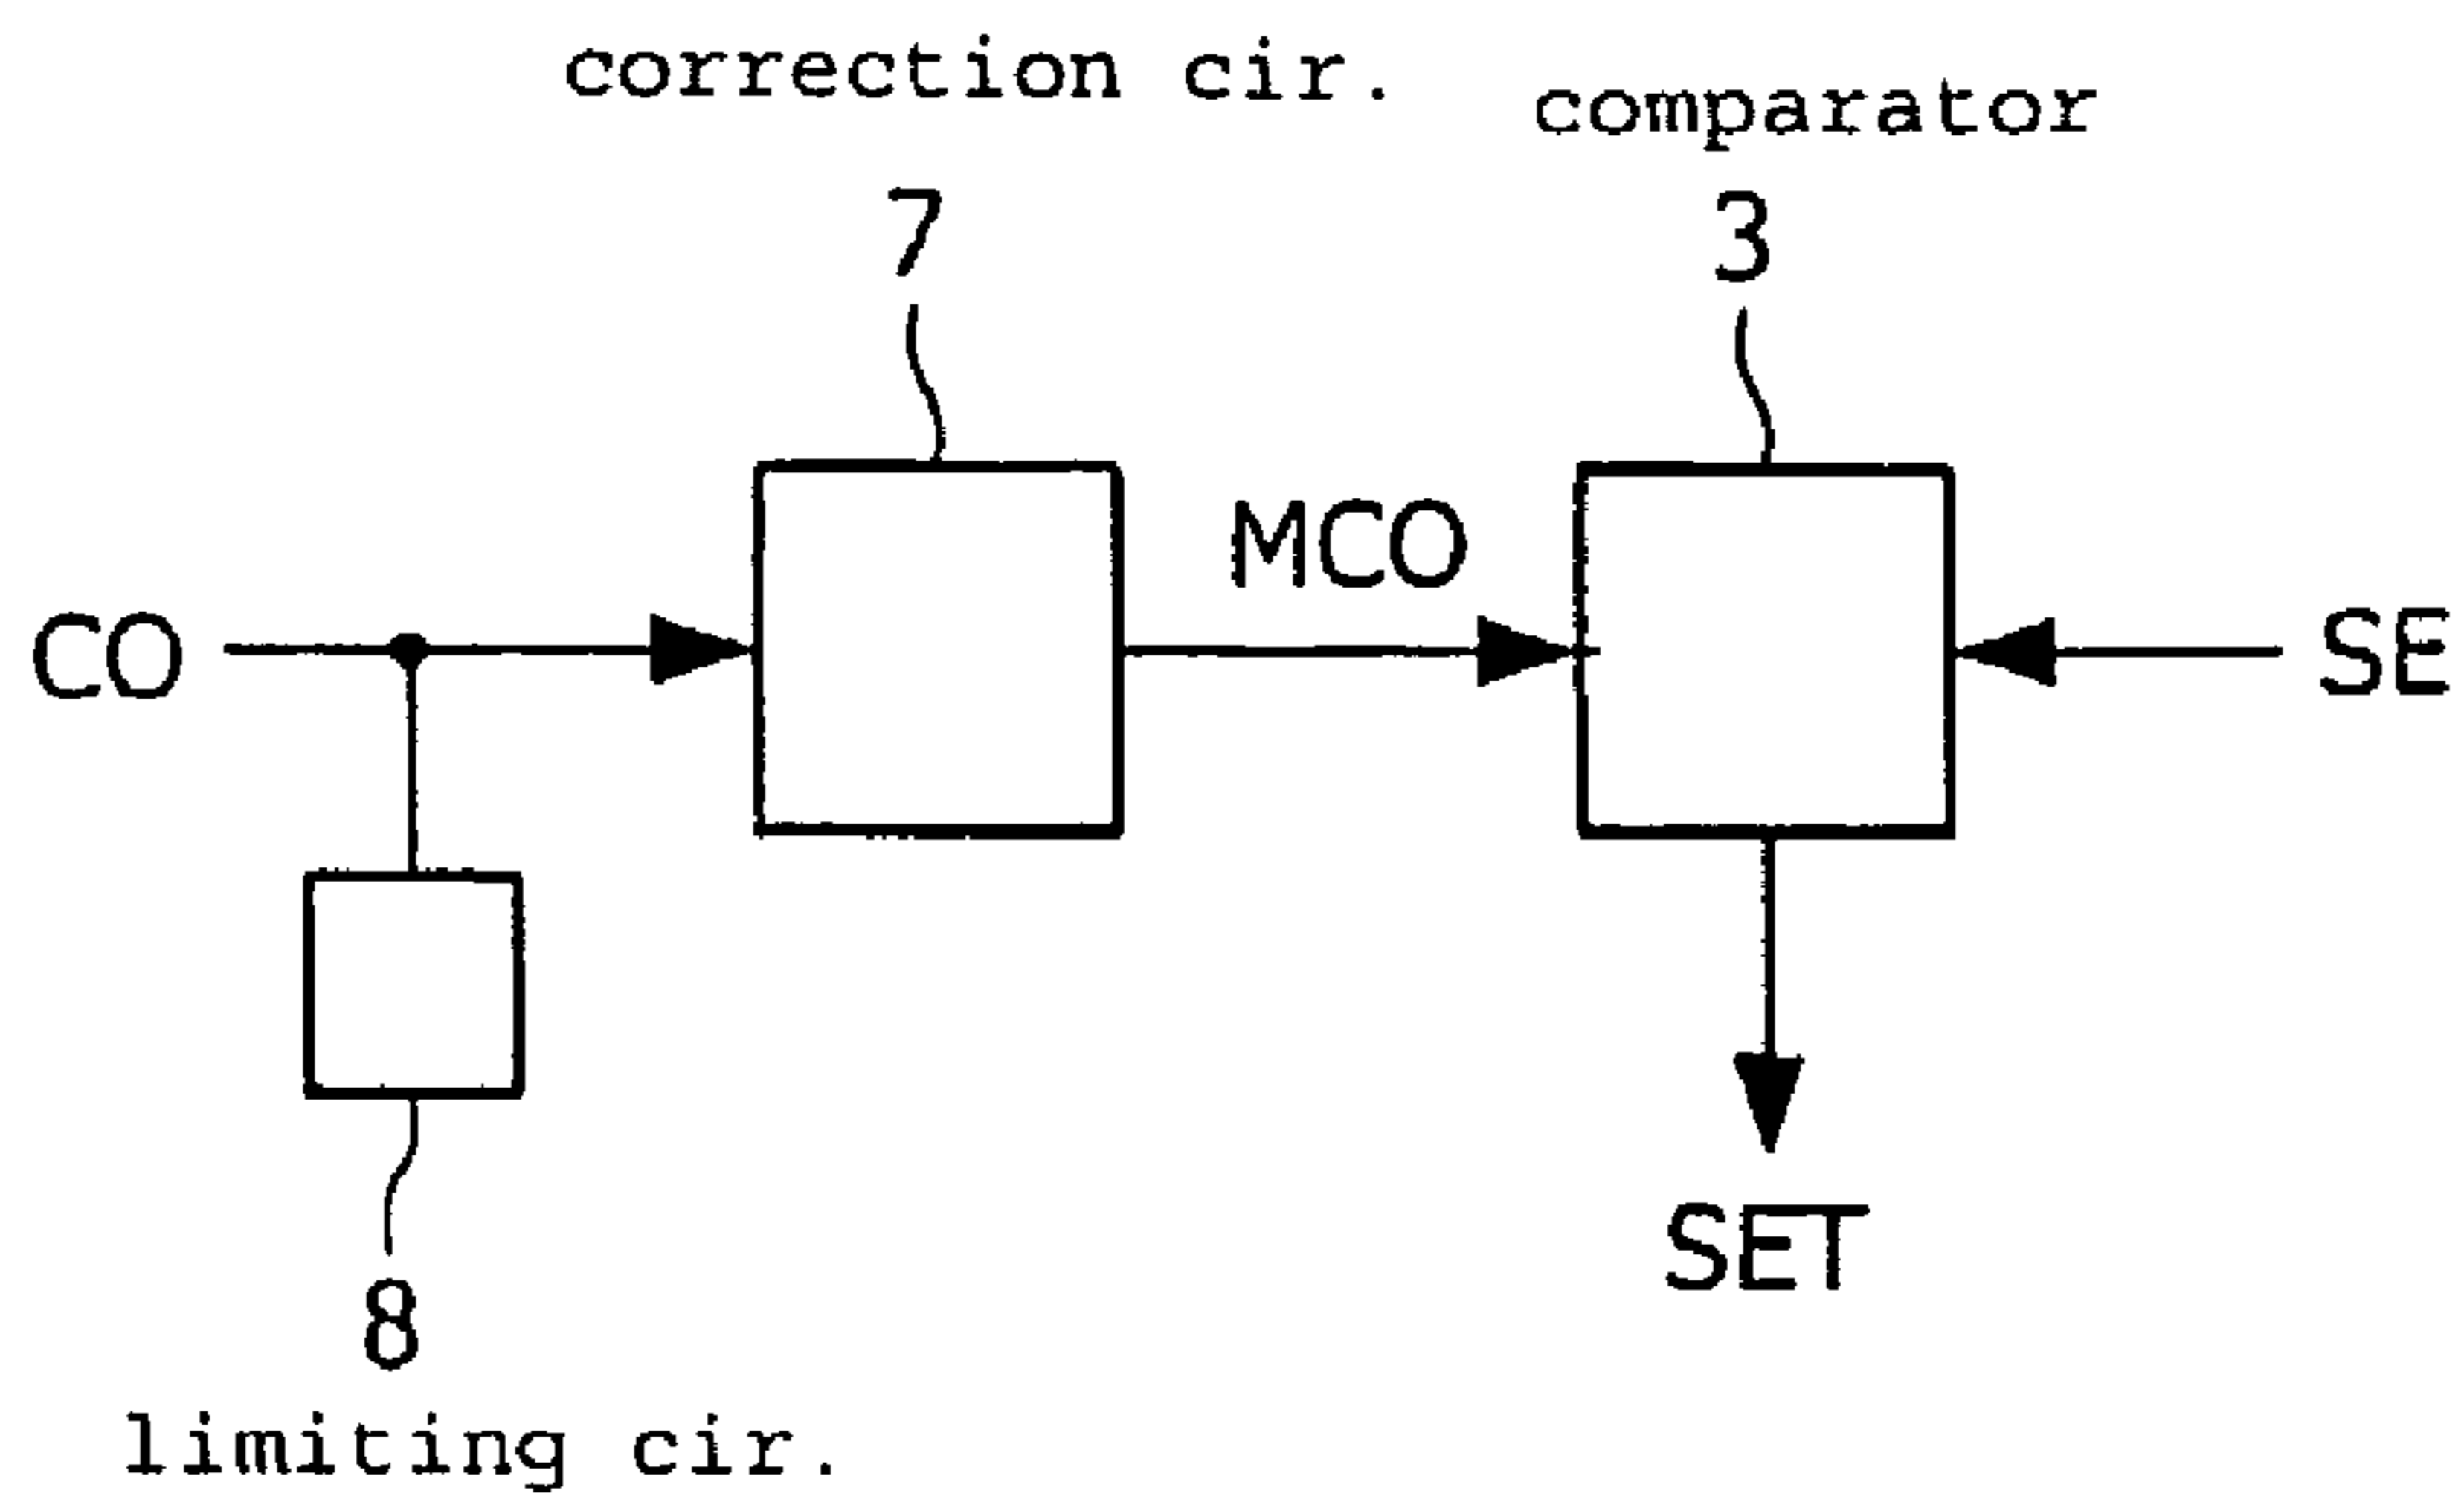 correction cir.
comparator
7
3
MCO
CO
SE
SET
8
limiting cir.